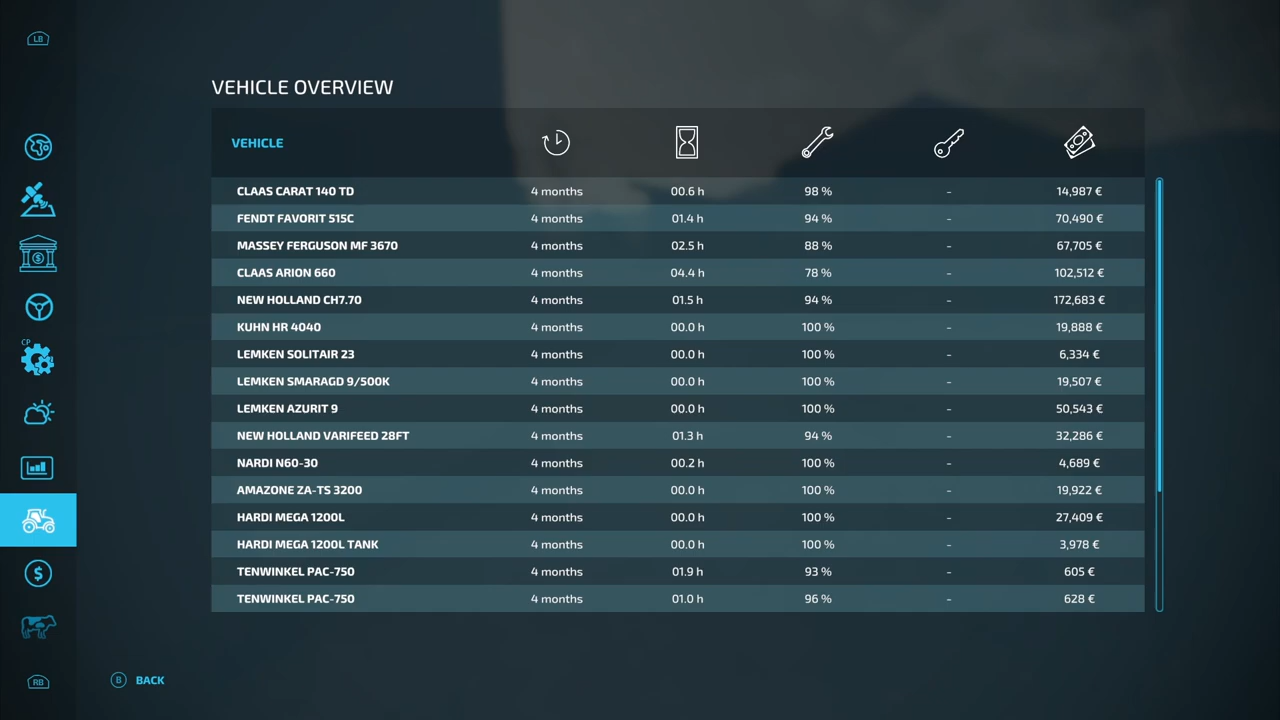 LB
VEHICLE OVERVIEW
VEHICLE
CLAAS CARAT 140 TD 4 months 00.6 h 98 % - 14,987 €
FENDT FAVORIT 515C 4 months 01.4 h 94 % - 70,490 €
MASSEY FERGUSON MF 3670 4 months 02.5 h 88 % - 67,705 €
CLAAS ARION 660 4 months 04.4 h 78 % - 102,512 €
NEW HOLLAND CH7.70 4 months 01.5 h 94 % - 172,683 €
KUHN HR 4040 4 months 00.0 h 100 % - 19,888 €
LEMKEN SOLITAIR 23 4 months 00.0 h 100 % - 6,334 €
LEMKEN SMARAGD 9/500K 4 months 00.0 h 100 % - 19,507 €
LEMKEN AZURIT 9 4 months 00.0 h 100 % - 50,543 €
NEW HOLLAND VARIFEED 28FT 4 months 01.3 h 94 % - 32,286 €
NARDI N60-30 4 months 00.2 h 100 % - 4,689 €
AMAZONE ZA-TS 3200 4 months 00.0 h 100 % - 19,922 €
HARDI MEGA 1200L 4 months 00.0 h 100 % - 27,409 €
HARDI MEGA 1200L TANK 4 months 00.0 h 100 % - 3,978 €
TENWINKEL PAC-750 4 months 01.9 h 93 % - 605 €
TENWINKEL PAC-750 4 months 01.0 h 96 % - 628 €
CP
RB
B BACK